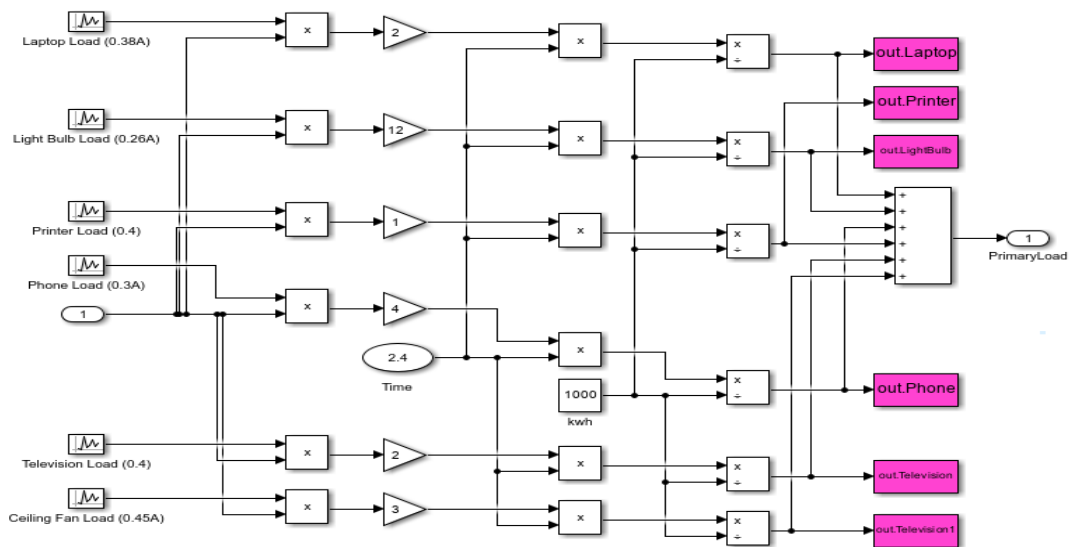 Laptop Load (0.38A)
×
2
×
×
÷
out.Laptop
out.Printer
Light Bulb Load (0.26A)
×
12
×
×
÷
out.LightBulb
Printer Load (0.4)
×
1
×
×
÷
+
+
+
+
+
+
1
PrimaryLoad
Phone Load (0.3A)
1
×
4
×
2.4
Time
1000
kwh
×
÷
out.Phone
Television Load (0.4)
×
2
×
×
÷
out.Television
Ceiling Fan Load (0.45A)
×
3
×
×
÷
out.Television1